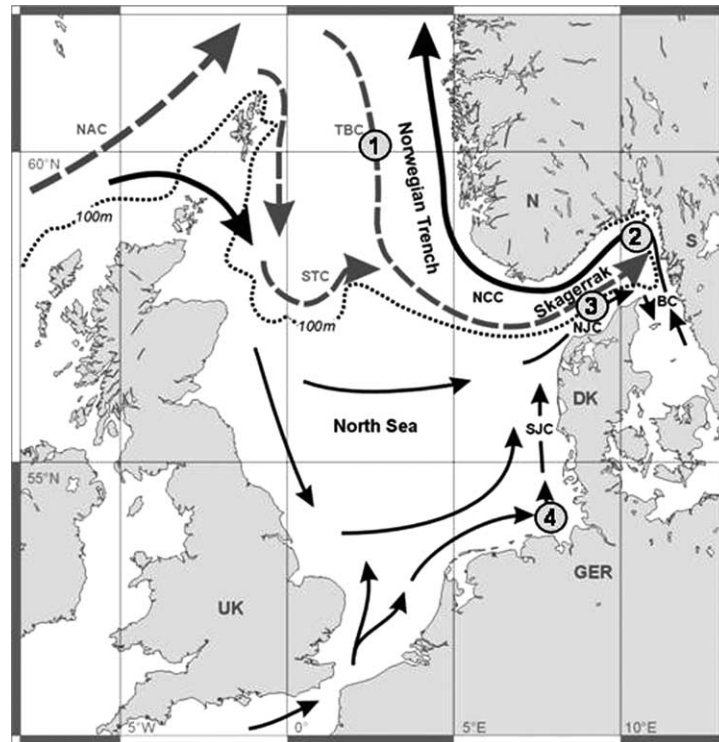 NAC
TBC
1
60°N
Norwegian Trench
N
100m
2
S
STC
Skagerrak
100m
NCC
3
BC
NJC
DK
North Sea
SJC
55°N
4
GER
UK
5°W
0°
5°E
10°E